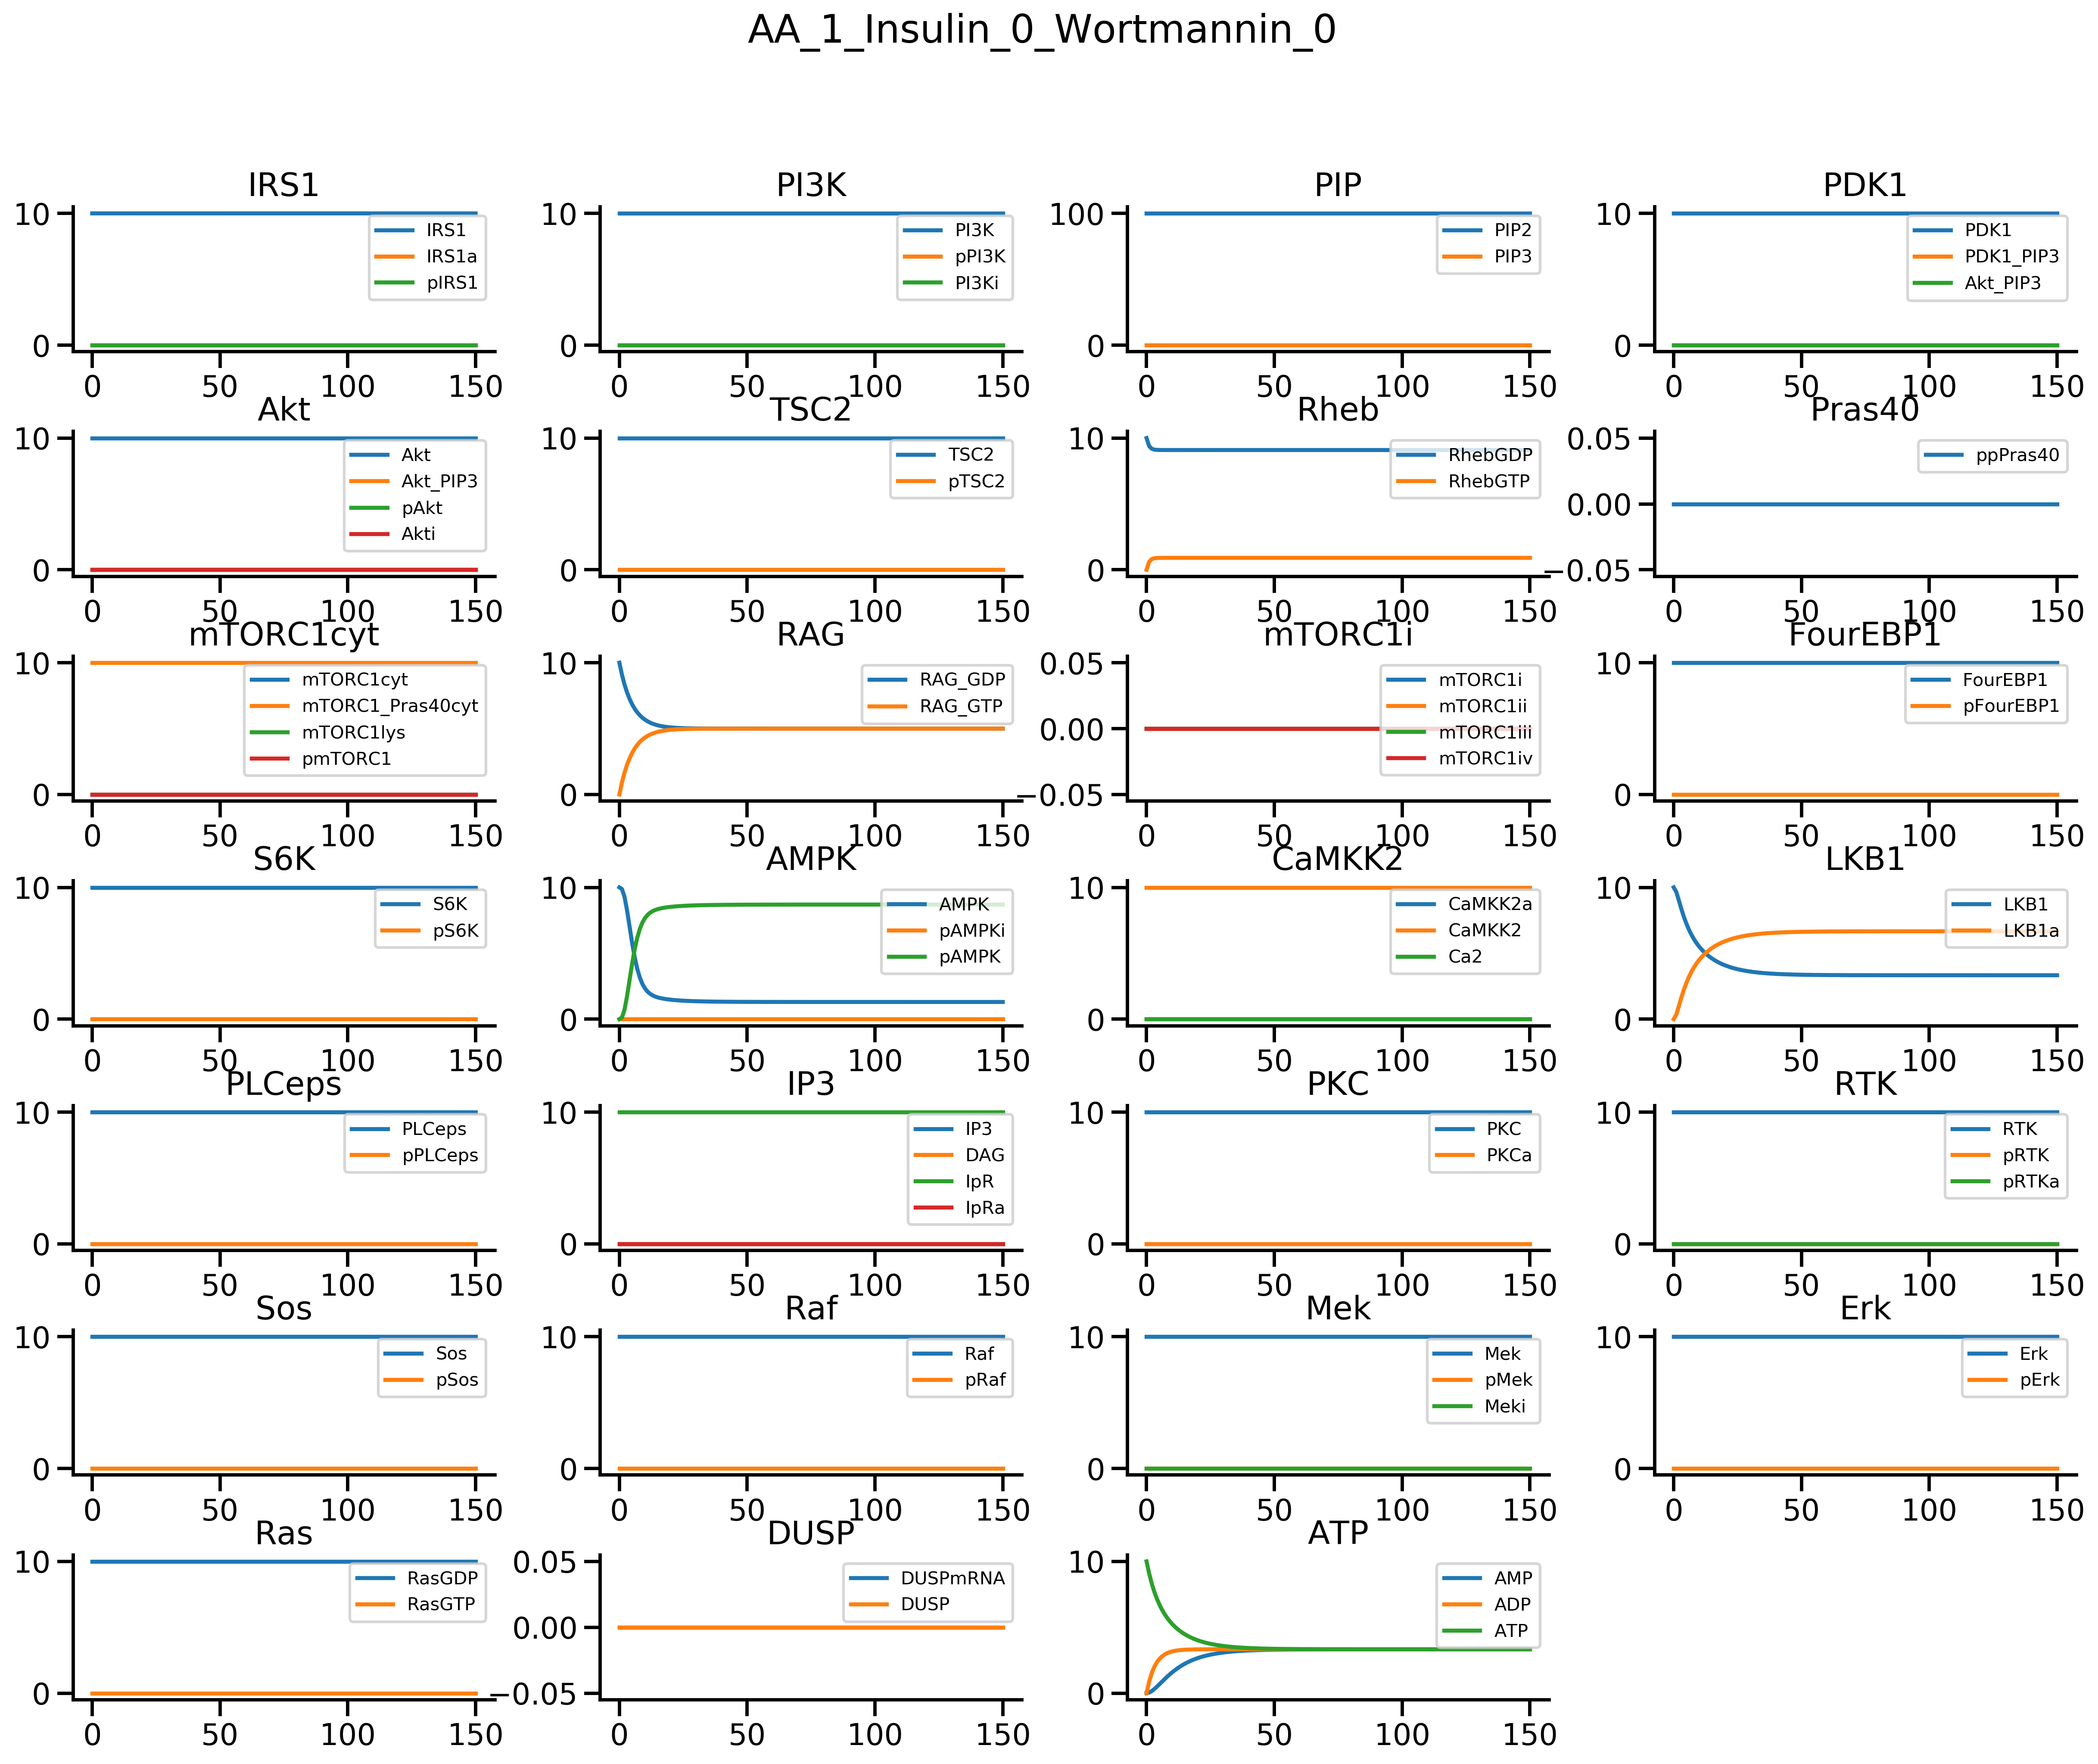 AA_1_Insulin_0_Wortmannin_0
IRS1
10
0
0 50 100 150
IRS1
IRS1a
pIRS1
PI3K
10
0
0 50 100 150
PI3K
pPI3K
PI3Ki
PIP
100
0
0 50 100 150
PIP2
PIP3
PDK1
10
0
0 50 100 150
PDK1
PDK1_PIP3
Akt_PIP3
Akt
10
0
0 50 100 150
Akt
Akt_PIP3
pAkt
Akti
TSC2
10
0
0 50 100 150
TSC2
pTSC2
Rheb
10
0
0 50 100 150
RhebGDP
RhebGTP
Pras40
0.05
0.00
−0.05
0 50 100 150
ppPras40
mTORC1cyt
10
0
0 50 100 150
mTORC1cyt
mTORC1_Pras40cyt
mTORC1lys
pmTORC1
RAG
10
0
0 50 100 150
RAG_GDP
RAG_GTP
mTORC1i
0.05
0.00
−0.05
0 50 100 150
mTORC1i
mTORC1ii
mTORC1iii
mTORC1iv
FourEBP1
10
0
0 50 100 150
FourEBP1
pFourEBP1
S6K
10
0
0 50 100 150
S6K
pS6K
AMPK
10
0
0 50 100 150
AMPK
pAMPKi
pAMPK
CaMKK2
10
0
0 50 100 150
CaMKK2a
CaMKK2
Ca2
LKB1
10
0
0 50 100 150
LKB1
LKB1a
PLCeps
10
0
0 50 100 150
PLCeps
pPLCeps
IP3
10
0
0 50 100 150
IP3
DAG
IpR
IpRa
PKC
10
0
0 50 100 150
PKC
PKCa
RTK
10
0
0 50 100 150
RTK
pRTK
pRTKa
Sos
10
0
0 50 100 150
Sos
pSos
Raf
10
0
0 50 100 150
Raf
pRaf
Mek
10
0
0 50 100 150
Mek
pMek
Meki
Erk
10
0
0 50 100 150
Erk
pErk
Ras
10
0
0 50 100 150
RasGDP
RasGTP
DUSP
0.05
0.00
−0.05
0 50 100 150
DUSPmRNA
DUSP
ATP
10
0
0 50 100 150
AMP
ADP
ATP